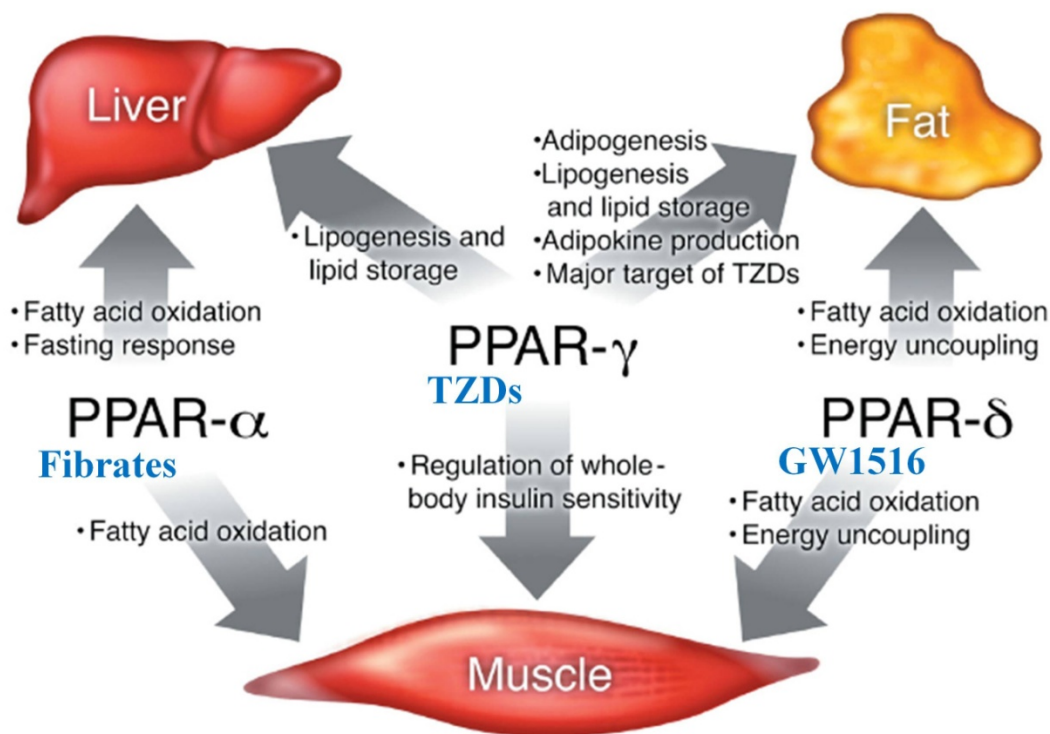 Liver
Fat
•Adipogenesis
•Lipogenesis
and lipid storage
•Adipokine production
•Major target of TZDs
•Lipogenesis and
lipid storage
•Fatty acid oxidation
•Fasting response
•Fatty acid oxidation
•Energy uncoupling
PPAR-γ
TZDs
PPAR-α
Fibrates
PPAR-δ
GW1516
•Regulation of whole-
body insulin sensitivity
•Fatty acid oxidation
•Fatty acid oxidation
•Energy uncoupling
Muscle